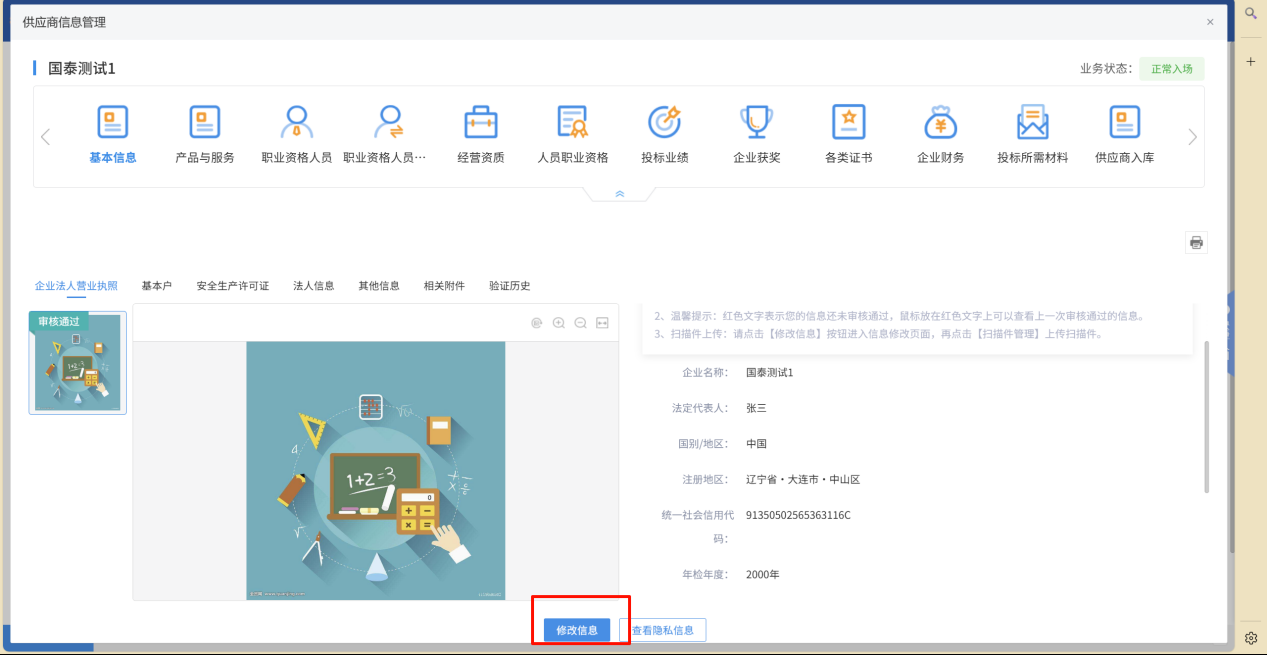 供应商信息管理
国泰测试1
业务状态：
正常入场
基本信息
产品与服务
职业资格人员
职业资格人员…
经营资质
人员职业资格
投标业绩
企业获奖
各类证书
企业财务
投标所需材料
供应商入库
企业法人营业执照
基本户
安全生产许可证
法人信息
其他信息
相关附件
验证历史
审核通过
2、温馨提示：红色文字表示您的信息还未审核通过，鼠标放在红色文字上可以查看上一次审核通过的信息。
3、扫描件上传：请点击【修改信息】按钮进入信息修改页面，再点击【扫描件管理】上传扫描件。
企业名称：
国泰测试1
法定代表人：
张三
国别/地区：
中国
注册地区：
辽宁省·大连市·中山区
统一社会信用代
码：
91350502565363116C
年检年度：
2000年
1+2=3
修改信息
查看隐私信息